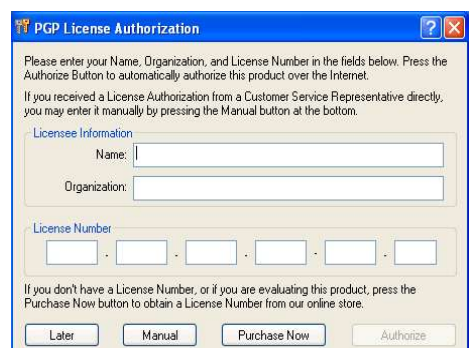 PGP License Authorization
Please enter your Name, Organization, and License Number in the fields below. Press the
Authorize Button to automatically authorize this product over the Internet.
If you received a License Authorization from a Customer Service Representative directly,
you may enter it manually by pressing the Manual button at the bottom.
Licensee Information
Name:
Organization:
License Number
- - - - -
If you don't have a License Number, or if you are evaluating this product, press the
Purchase Now button to obtain a License Number from our online store.
Later Manual Purchase Now Authorize